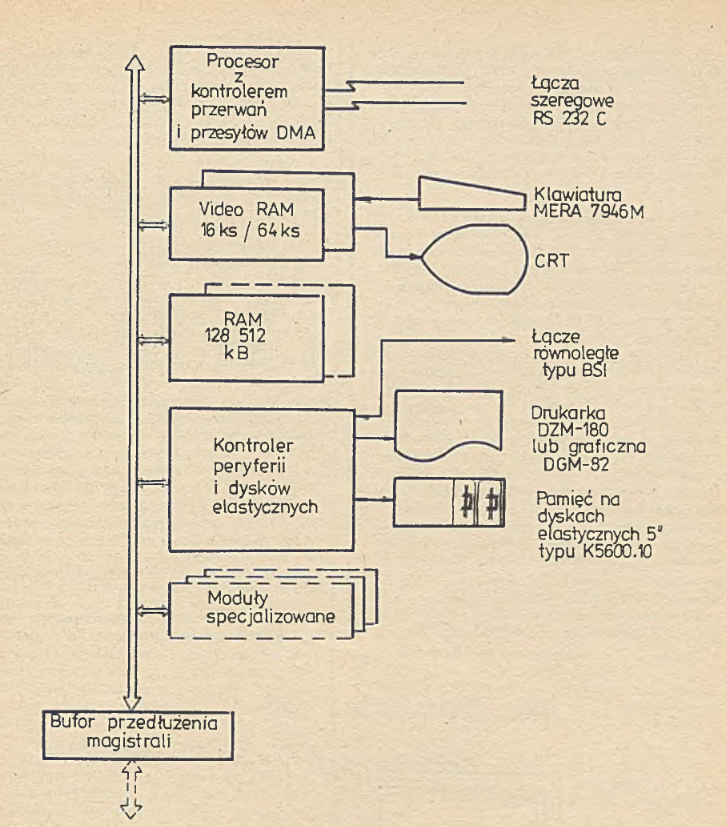 Procesor
z
kontrolerem
przerwań
i przesyłów DMA
Łącza
szeregowe
RS 232 C
Video RAM
16 ks / 64 ks
Klawiatura
MERA 7946M
CRT
RAM
128 512
kB
Łącze
równoległe
typu BSI
Kontroler
peryferii
i dysków
elastycznych
Drukarka
DZM-180
lub graficzna
DGM-82
Pamięć na
dyskach
elastycznych 5"
typu K5600.10
Moduły
specjalizowane
Bufor przedłużenia
magistrali